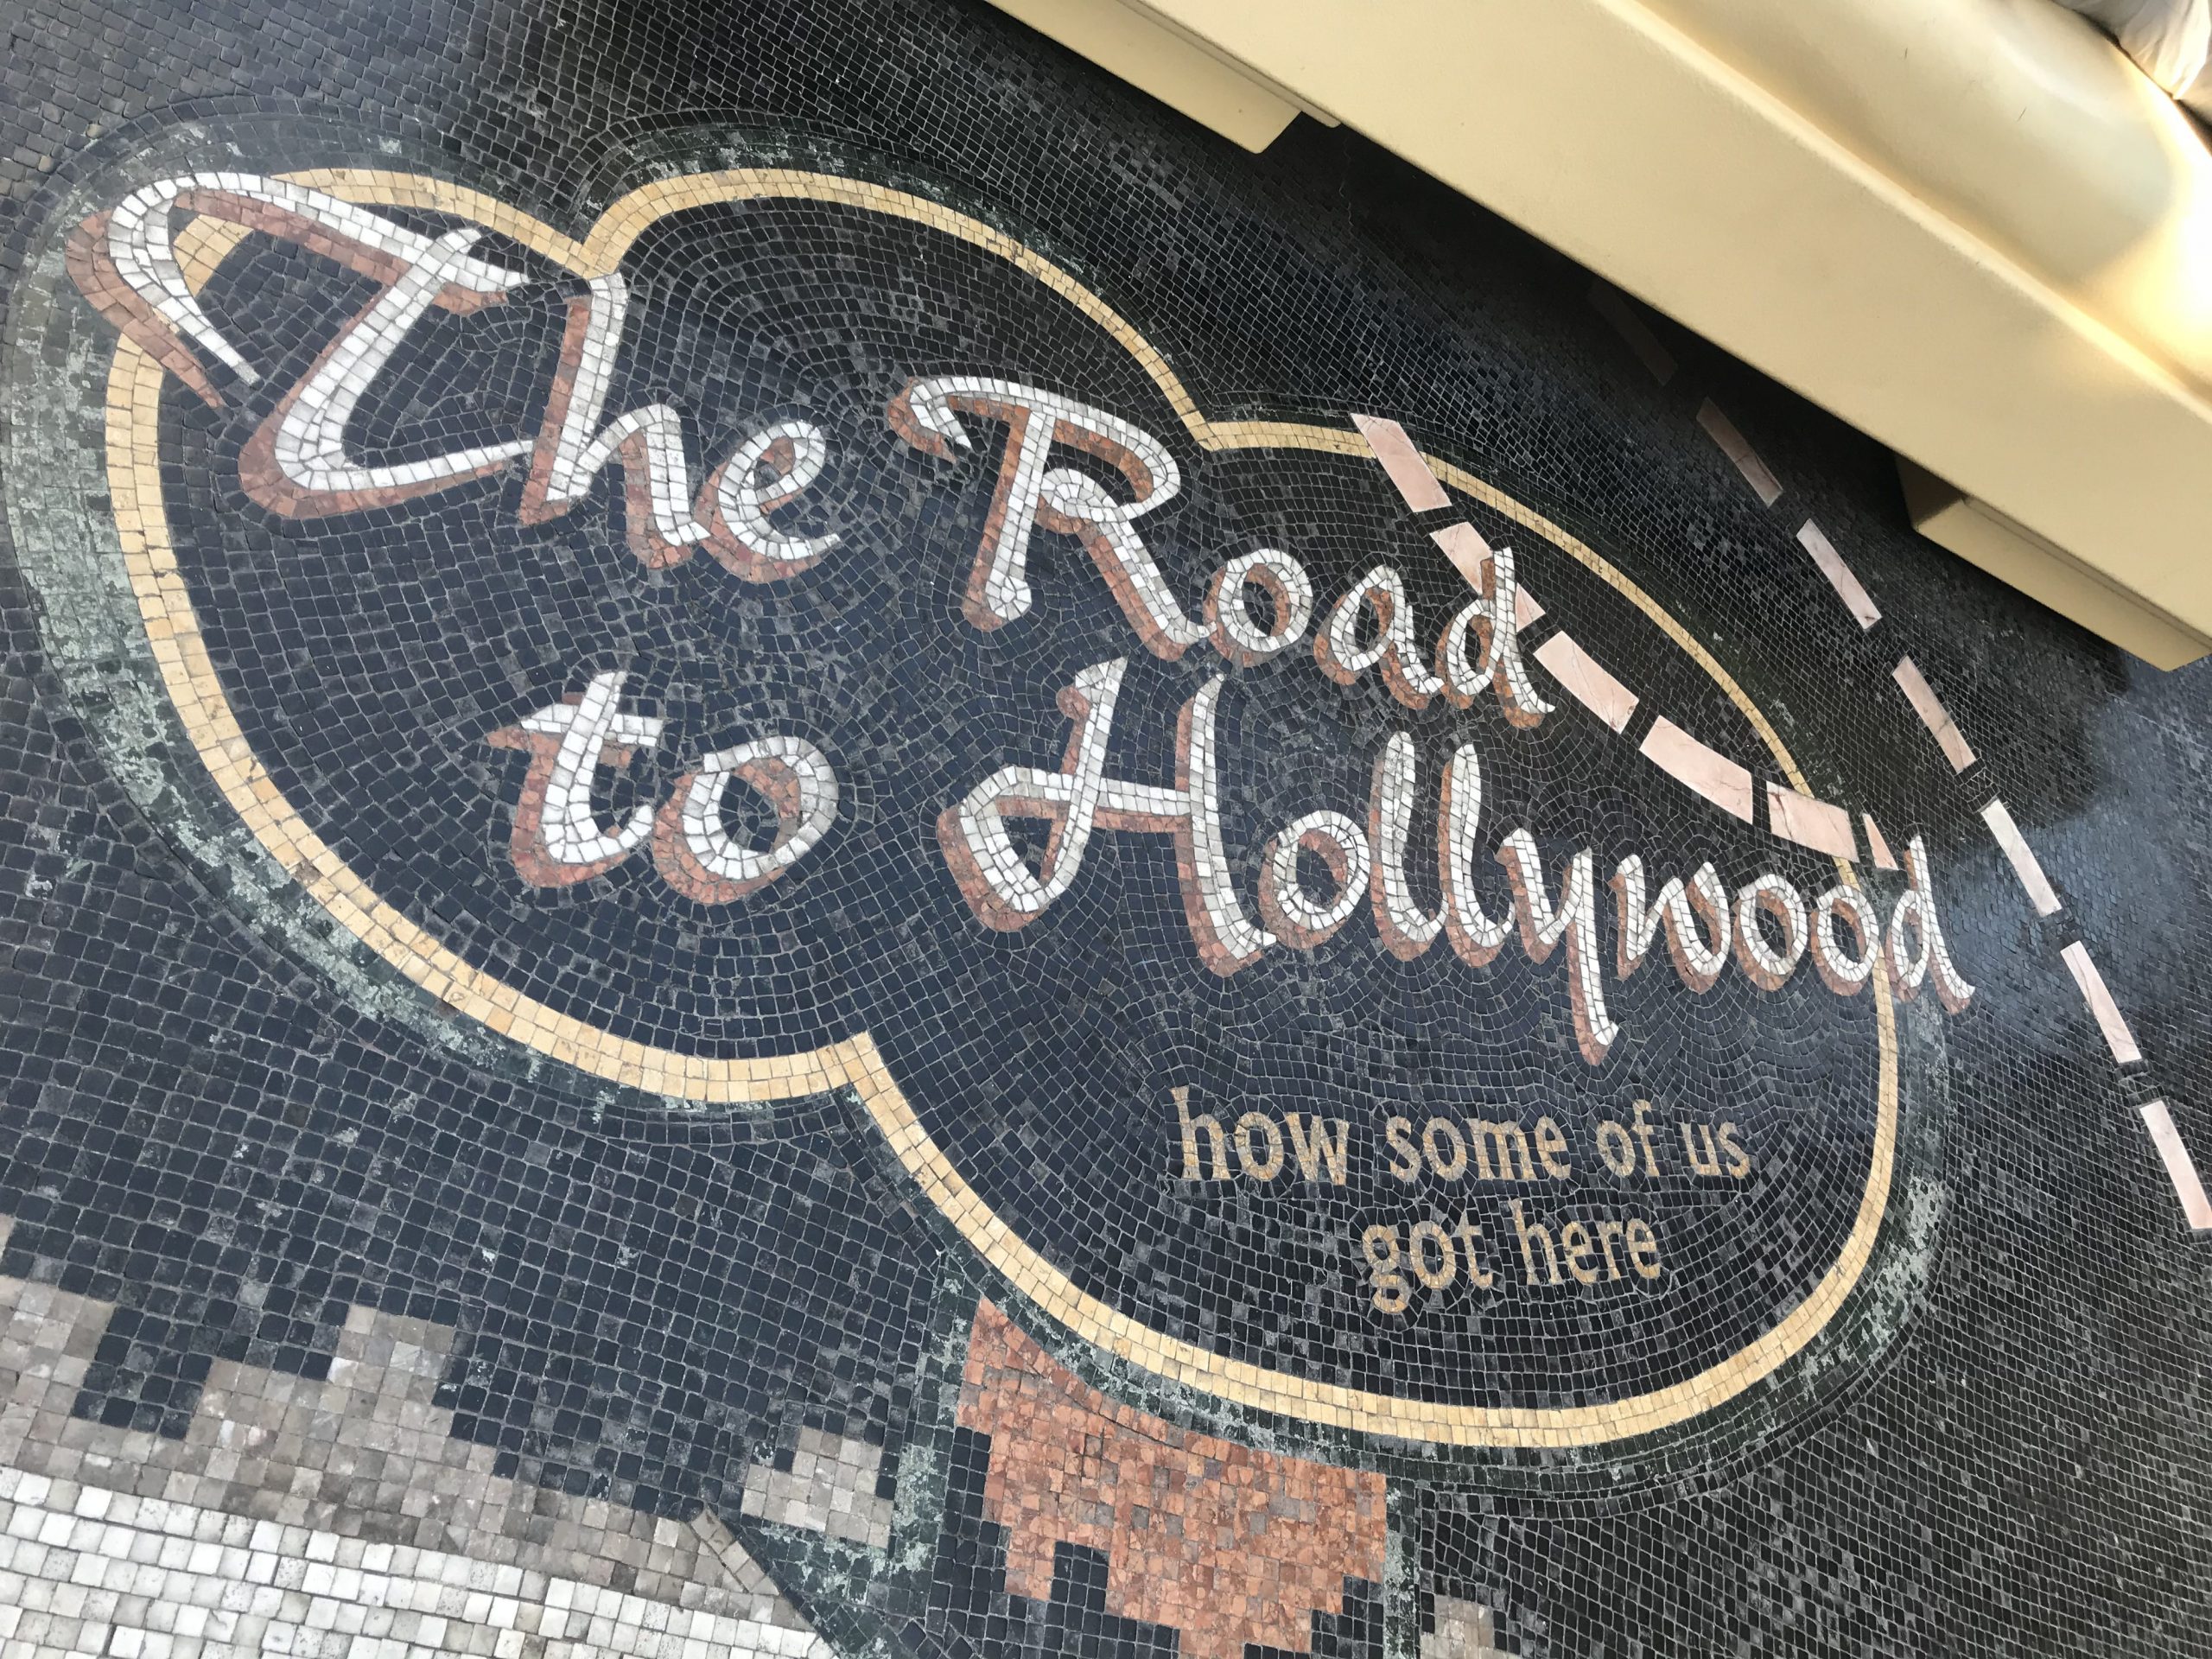 The Road
to Hollywood
how some of us
got here